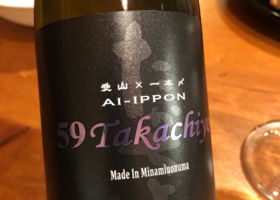 愛山×一本〆
AI-IPPON
59 Takachiyo
Made In Minamiuonuma